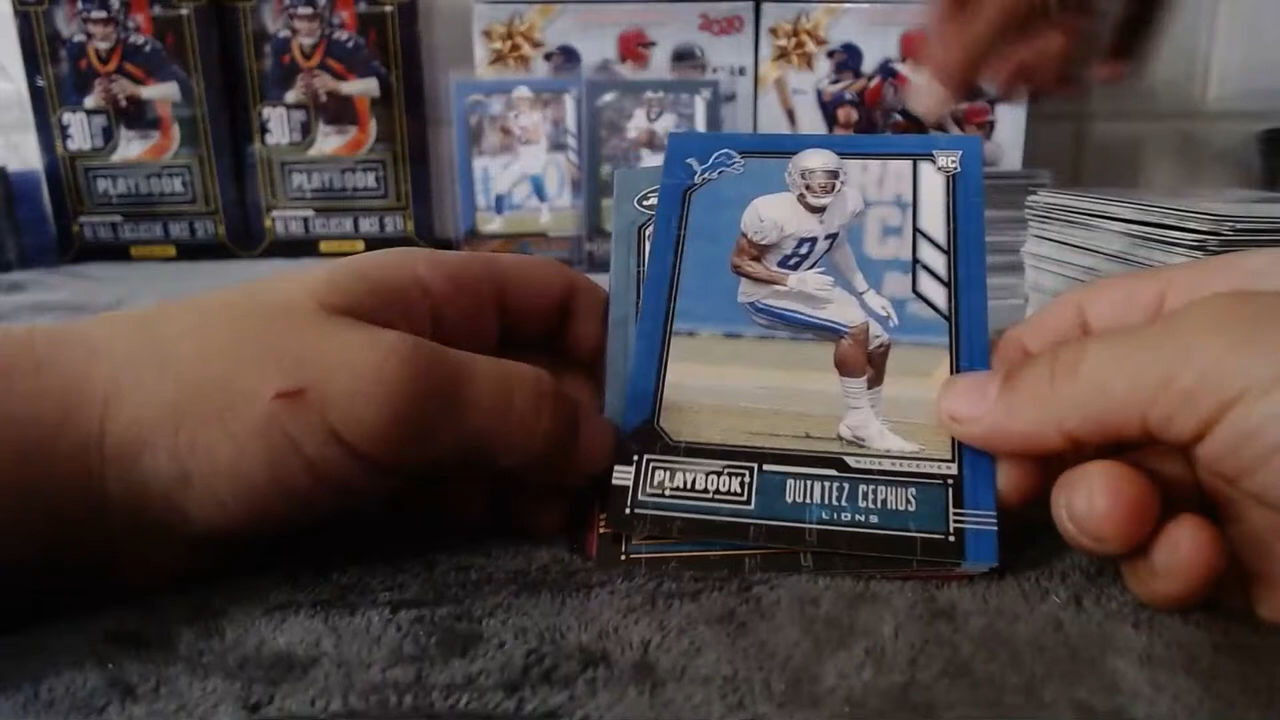 2020
30
30
PLAYBOOK
PLAYBOOK
RC
87
WIDE RECEIVER
PLAYBOOK
QUINTEZ CEPHUS
LIONS